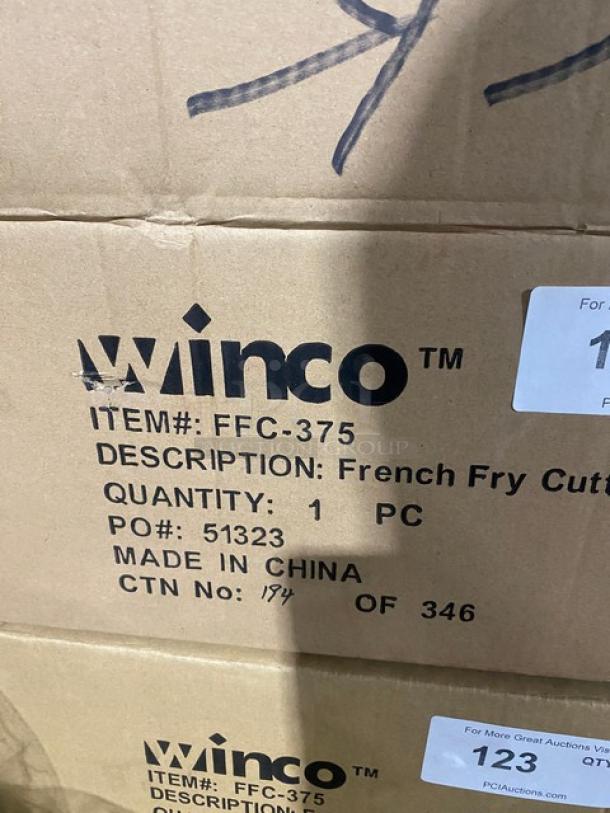 For
1
winco™
ITEM#: FFC-375
DESCRIPTION: French Fry Cutt
QUANTITY: 1 PC
PO#: 51323
MADE IN CHINA
CTN No: 194 OF 346
winco™
ITEM#: FFC-375
DESCRIPTION:
For More Great Auctions Vis
123 QTY
PCIAuctions.com